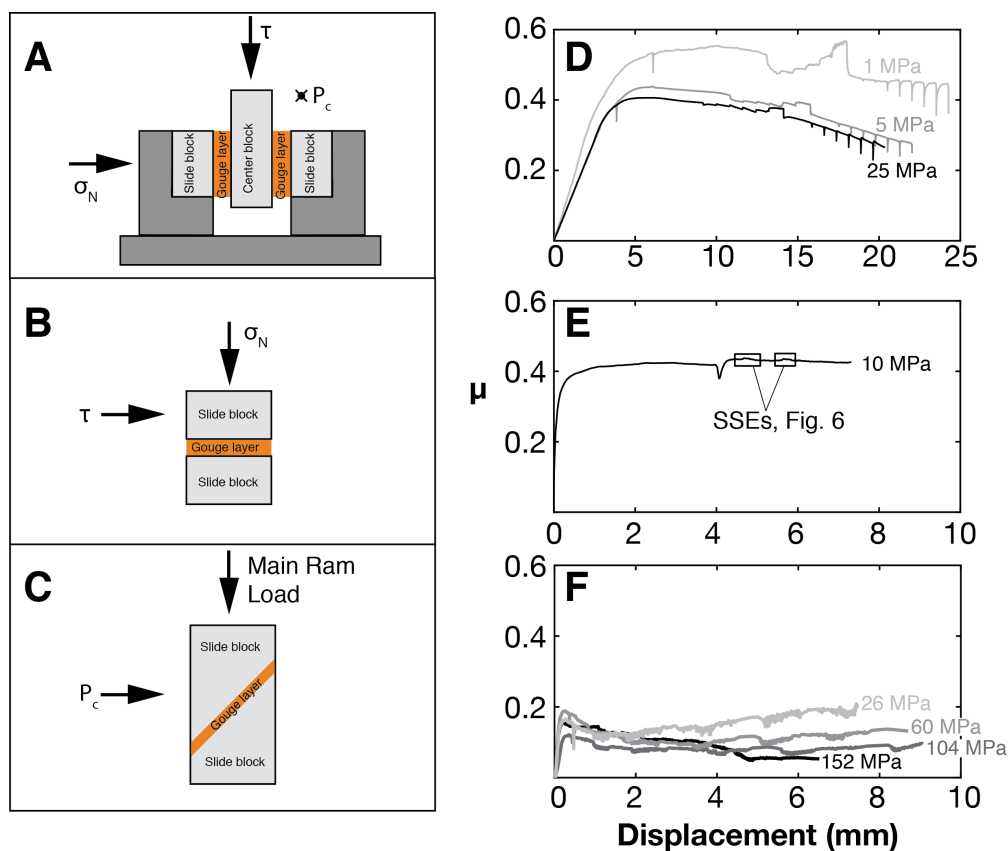 A
τ
P_c
σ_N
Slide block
Gouge layer
Center block
Gouge layer
Slide block
B
σ_N
τ
Slide block
Gouge layer
Slide block
C
Main Ram
Load
P_c
Slide block
Gouge layer
Slide block
D
0.6
0.4
0.2
1 MPa
5 MPa
25 MPa
0 5 10 15 20 25
E
0.6
0.4
0.2
µ
10 MPa
SSEs, Fig. 6
0 2 4 6 8 10
F
0.6
0.4
0.2
26 MPa
60 MPa
104 MPa
152 MPa
0 2 4 6 8 10
Displacement (mm)